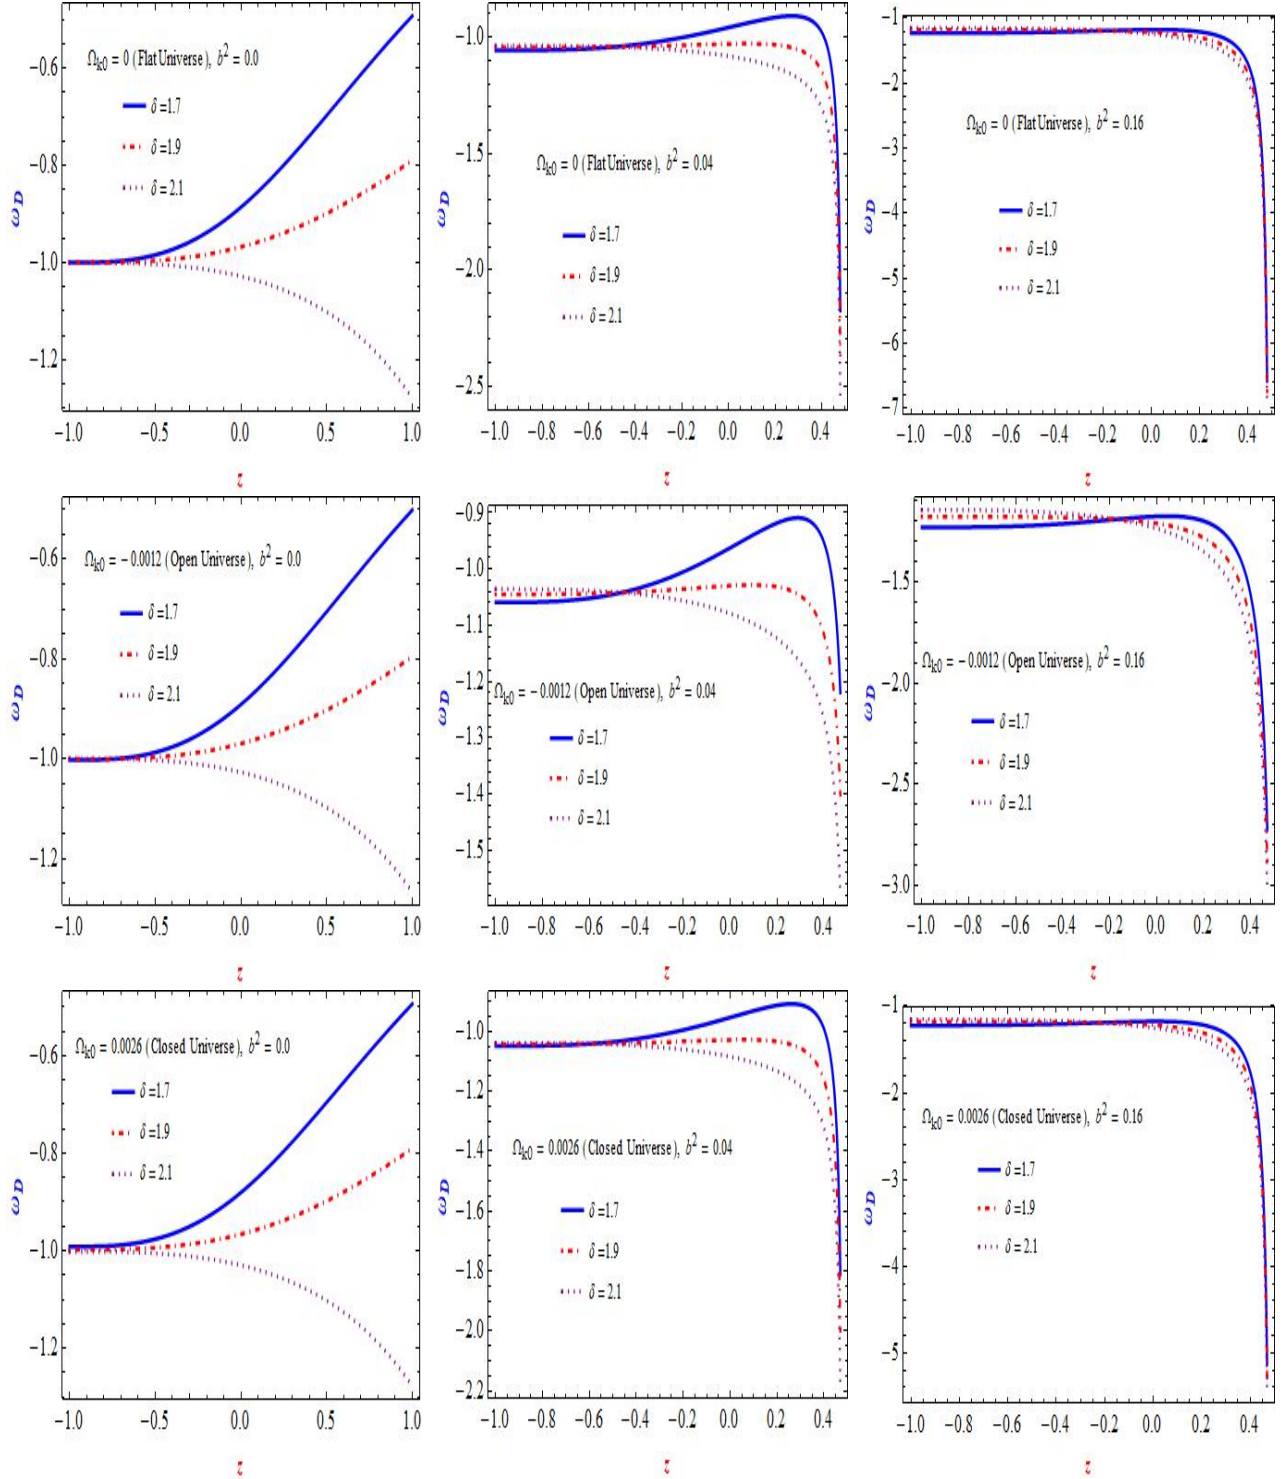 Ωk0 = 0 (Flat Universe), b² = 0.0
δ =1.7
δ =1.9
δ = 2.1
−0.6
−0.8
−1.0
−1.2
ωD
−1.0 −0.5 0.0 0.5 1.0
z
Ωk0 = 0 (Flat Universe), b² = 0.04
δ =1.7
δ =1.9
δ = 2.1
−1.0
−1.5
−2.0
−2.5
ωD
−1.0 −0.8 −0.6 −0.4 −0.2 0.0 0.2 0.4
z
Ωk0 = 0 (Flat Universe), b² = 0.16
δ =1.7
δ =1.9
δ = 2.1
−1
−2
−3
−4
−5
−6
−7
ωD
−1.0 −0.8 −0.6 −0.4 −0.2 0.0 0.2 0.4
z
Ωk0 = −0.0012 (Open Universe), b² = 0.0
δ =1.7
δ =1.9
δ = 2.1
−0.6
−0.8
−1.0
−1.2
ωD
−1.0 −0.5 0.0 0.5 1.0
z
Ωk0 = −0.0012 (Open Universe), b² = 0.04
δ =1.7
δ =1.9
δ = 2.1
−0.9
−1.0
−1.1
−1.2
−1.3
−1.4
−1.5
ωD
−1.0 −0.8 −0.6 −0.4 −0.2 0.0 0.2 0.4
z
Ωk0 = −0.0012 (Open Universe), b² = 0.16
δ =1.7
δ =1.9
δ = 2.1
−1.5
−2.0
−2.5
−3.0
ωD
−1.0 −0.8 −0.6 −0.4 −0.2 0.0 0.2 0.4
z
Ωk0 = 0.0026 (Closed Universe), b² = 0.0
δ =1.7
δ =1.9
δ = 2.1
−0.6
−0.8
−1.0
−1.2
ωD
−1.0 −0.5 0.0 0.5 1.0
z
Ωk0 = 0.0026 (Closed Universe), b² = 0.04
δ =1.7
δ =1.9
δ = 2.1
−1.0
−1.2
−1.4
−1.6
−1.8
−2.0
−2.2
ωD
−1.0 −0.8 −0.6 −0.4 −0.2 0.0 0.2 0.4
z
Ωk0 = 0.0026 (Closed Universe), b² = 0.16
δ =1.7
δ =1.9
δ = 2.1
−1
−2
−3
−4
−5
ωD
−1.0 −0.8 −0.6 −0.4 −0.2 0.0 0.2 0.4
z